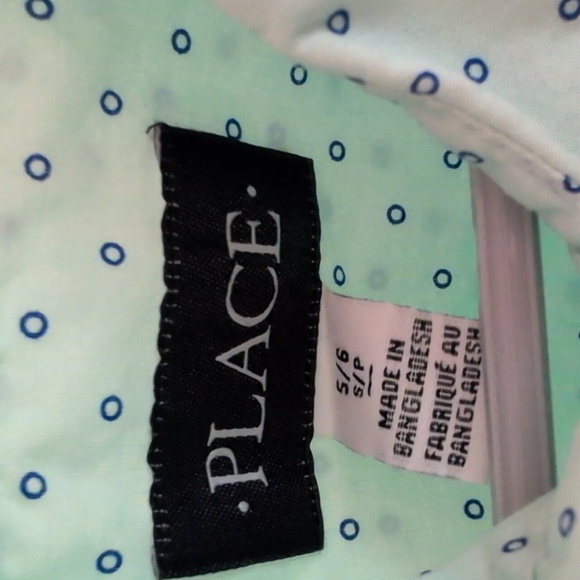 ·PLACE·
5/6
S/P
MADE IN
BANGLADESH
FABRIQUÉ AU
BANGLADESH